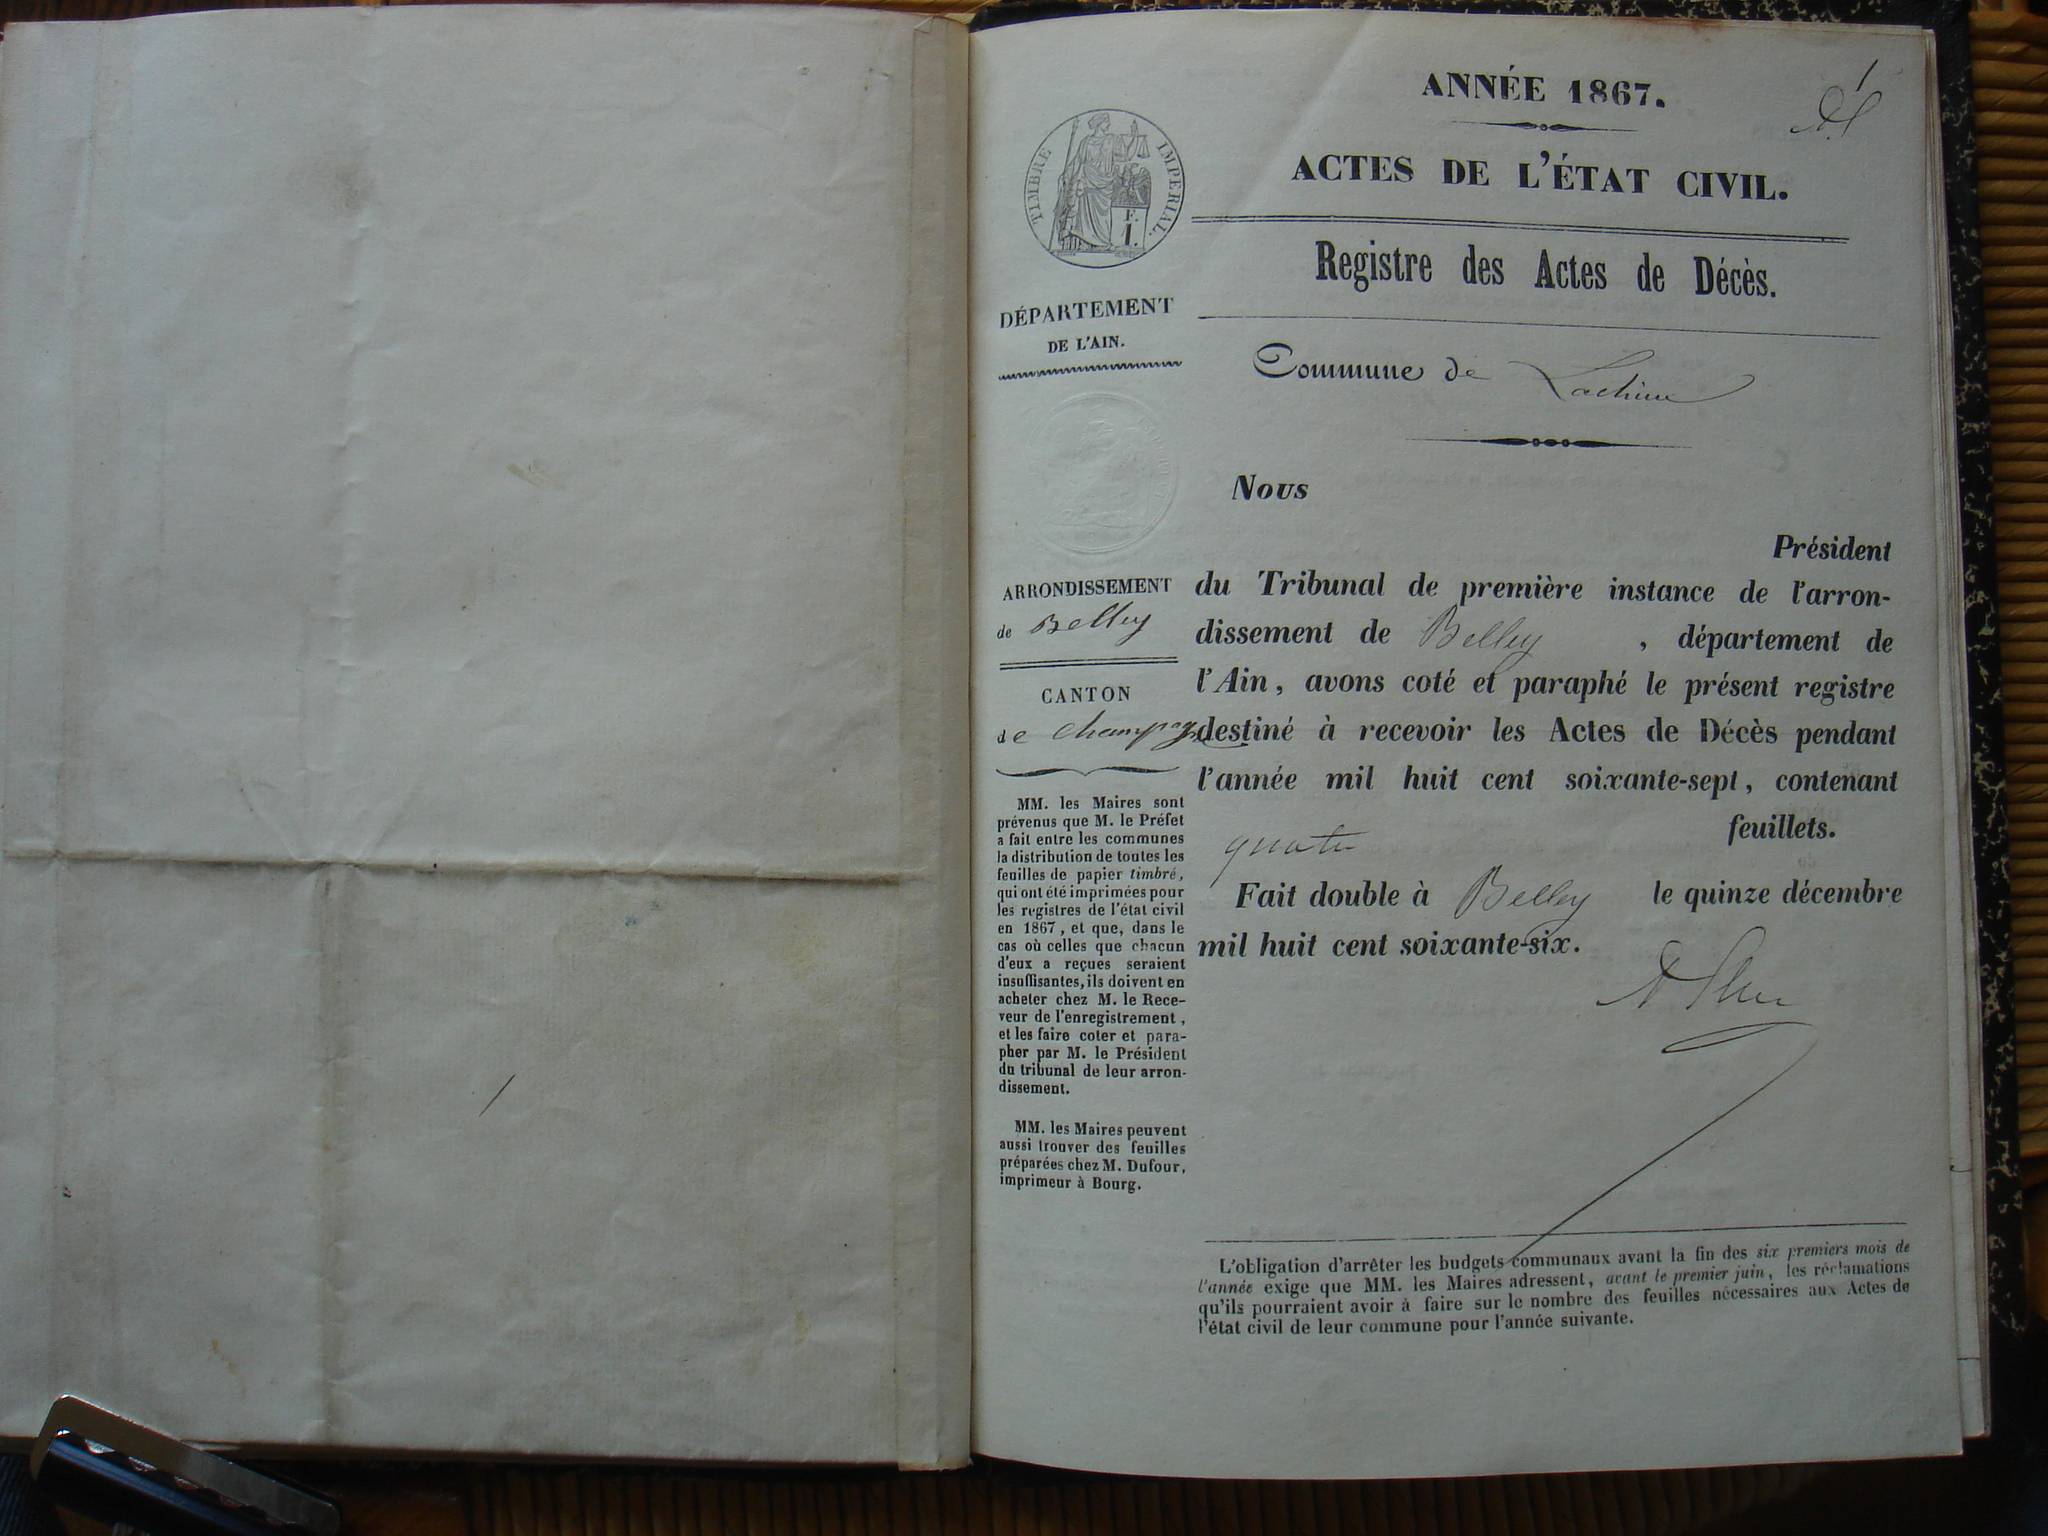 1
ANNÉE 1867.
ACTES DE L'ÉTAT CIVIL.
TIMBRE IMPERIAL.
F.
1.
Registre des Actes de Décès.
DÉPARTEMENT
DE L'AIN.
Commune de
ARRONDISSEMENT
de Belley
CANTON
de Champagne
MM. les Maires sont
prévenus que M. le Préfet
a fait entre les communes
la distribution de toutes les
feuilles de papier timbré,
qui ont été imprimées pour
les registres de l'état civil
en 1867, et que, dans le
cas où celles que chacun
d'eux a reçues seraient
insuffisantes, ils doivent en
acheter chez M. le Rece-
veur de l'enregistrement,
et les faire coter et para-
pher par M. le Président
du tribunal de leur arron-
dissement.
MM. les Maires peuvent
aussi trouver des feuilles
préparées chez M. Dufour,
imprimeur à Bourg.
Nous
Président
du Tribunal de première instance de l'arron-
dissement de Belley, département de
l'Ain, avons coté et paraphé le présent registre
destiné à recevoir les Actes de Décès pendant
l'année mil huit cent soixante-sept, contenant
quatre feuillets.
Fait double à Belley le quinze décembre
mil huit cent soixante-six.
L'obligation d'arrêter les budgets communaux avant la fin des six premiers mois de
l'année exige que MM. les Maires adressent, avant le premier juin, les réclamations
qu'ils pourraient avoir à faire sur le nombre des feuilles nécessaires aux Actes de
l'état civil de leur commune pour l'année suivante.